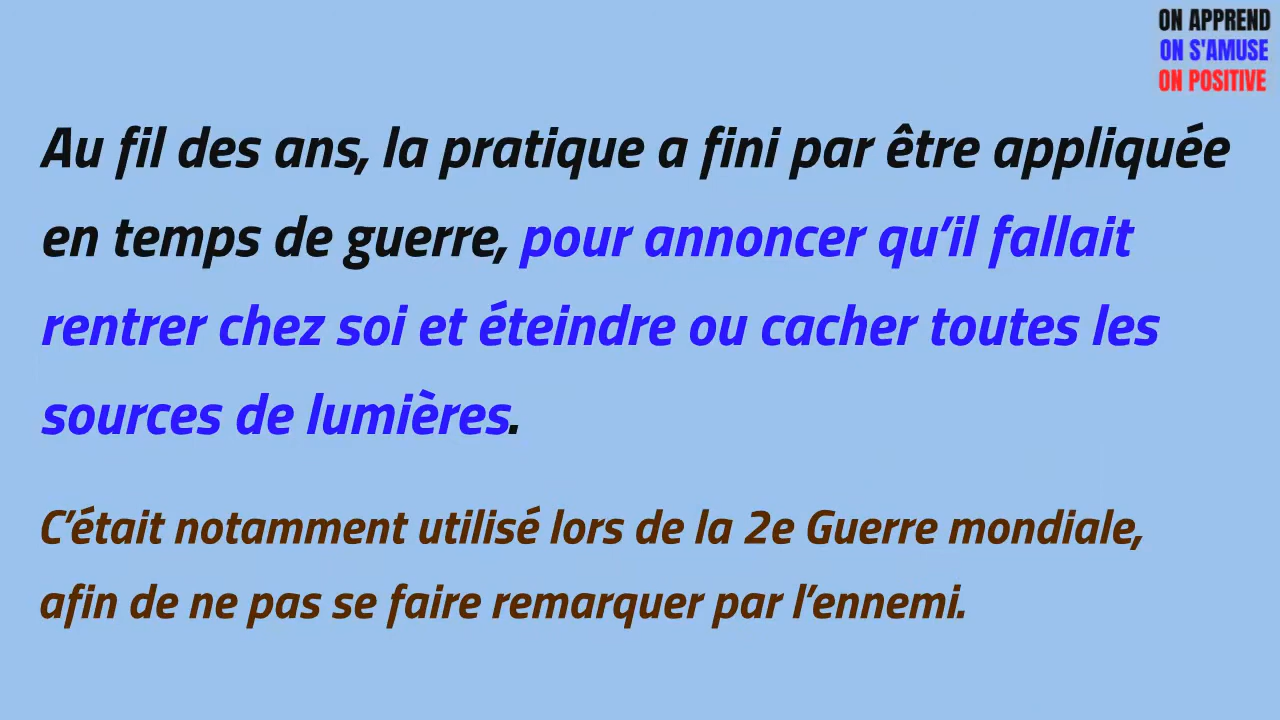 ON APPREND
ON S'AMUSE
ON POSITIVE
Au fil des ans, la pratique a fini par être appliquée
en temps de guerre, pour annoncer qu’il fallait
rentrer chez soi et éteindre ou cacher toutes les
sources de lumières.
C’était notamment utilisé lors de la 2e Guerre mondiale,
afin de ne pas se faire remarquer par l’ennemi.